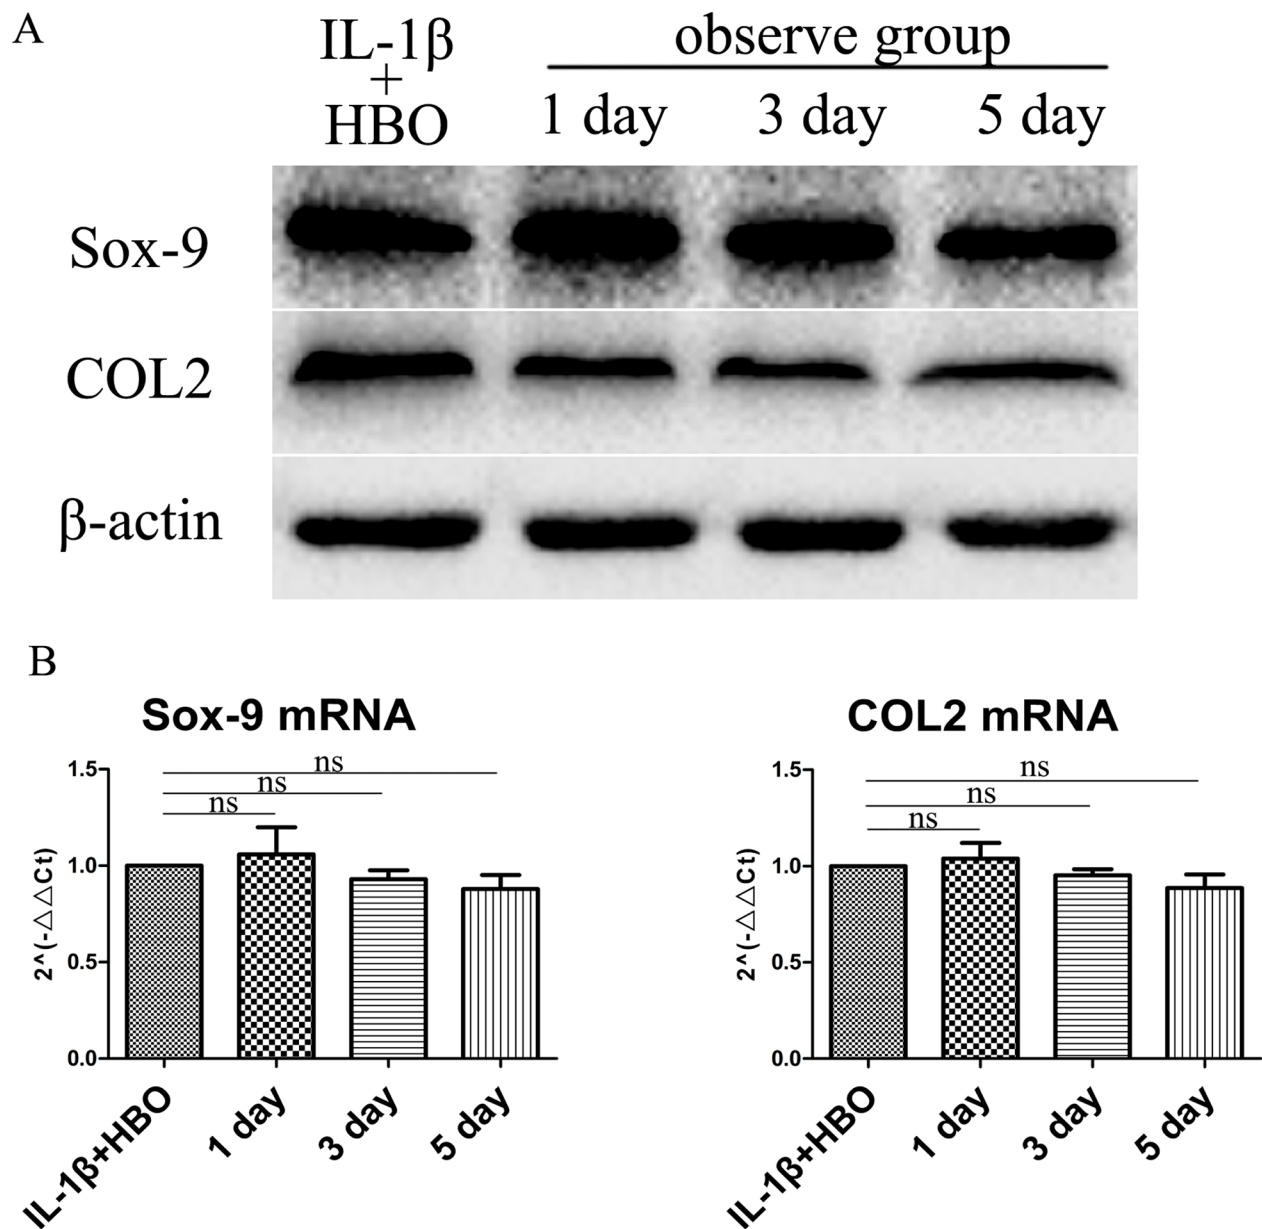 A
IL-1β
+
HBO
observe group
1 day 3 day 5 day
Sox-9
COL2
β-actin
B
Sox-9 mRNA
ns
ns
ns
1.5
1.0
0.5
0.0
2^(-△△Ct)
IL-1β+HBO
1 day
3 day
5 day
COL2 mRNA
ns
ns
ns
1.5
1.0
0.5
0.0
2^(-△△Ct)
IL-1β+HBO
1 day
3 day
5 day